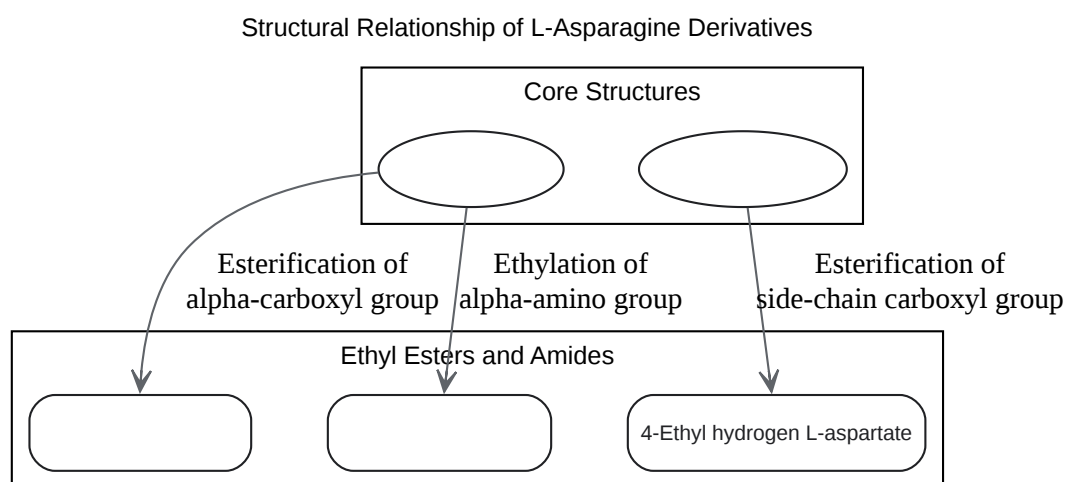 Structural Relationship of L-Asparagine Derivatives
Core Structures
Esterification of
alpha-carboxyl group
Ethylation of
alpha-amino group
Esterification of
side-chain carboxyl group
Ethyl Esters and Amides
4-Ethyl hydrogen L-aspartate